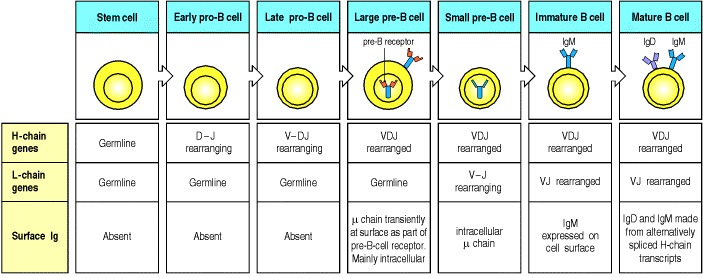 Stem cell
Early pro-B cell
Late pro-B cell
Large pre-B cell
Small pre-B cell
Immature B cell
Mature B cell
pre-B receptor
IgM
IgD IgM
H-chain
genes
Germline
D–J
rearranging
V–DJ
rearranging
VDJ
rearranged
VDJ
rearranged
VDJ
rearranged
VDJ
rearranged
L-chain
genes
Germline
Germline
Germline
Germline
V–J
rearranging
VJ rearranged
VJ rearranged
Surface Ig
Absent
Absent
Absent
μ chain transiently
at surface as part of
pre-B-cell receptor.
Mainly intracellular
intracellular
μ chain
IgM
expressed on
cell surface
IgD and IgM made
from alternatively
spliced H-chain
transcripts